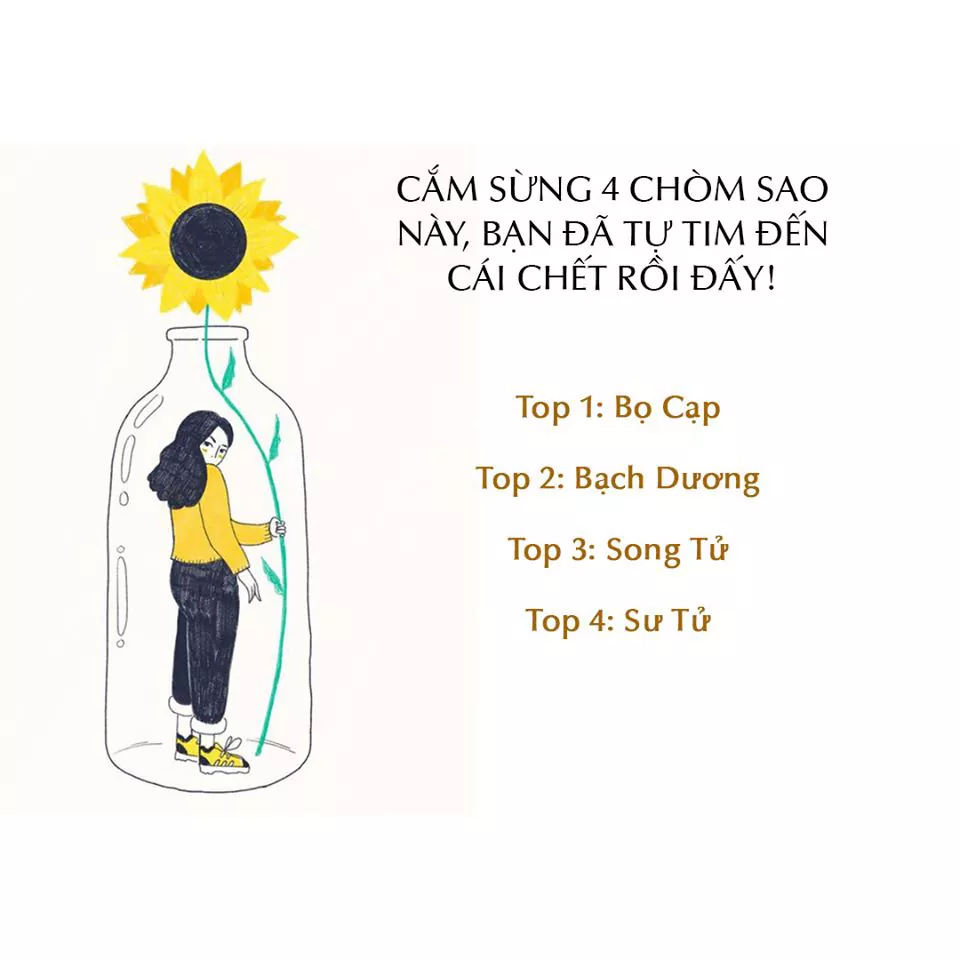 CẮM SỪNG 4 CHÒM SAO
NÀY, BẠN ĐÃ TỰ TIM ĐẾN
CÁI CHẾT RỒI ĐẤY!
Top 1: Bọ Cạp
Top 2: Bạch Dương
Top 3: Song Tử
Top 4: Sư Tử